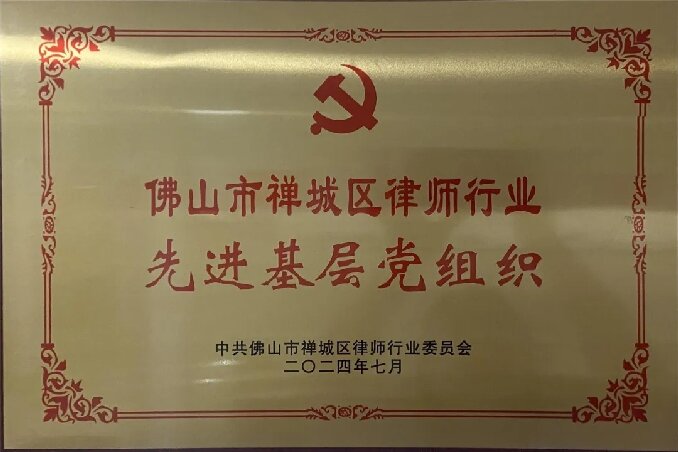 佛山市禅城区律师行业
先进基层党组织
中共佛山市禅城区律师行业委员会
二〇二四年七月